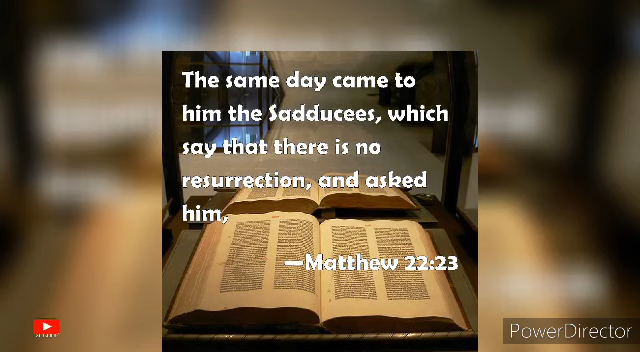 The same day came to
him the Sadducees, which
say that there is no
resurrection, and asked
him,
—Matthew 22:23
PowerDirector